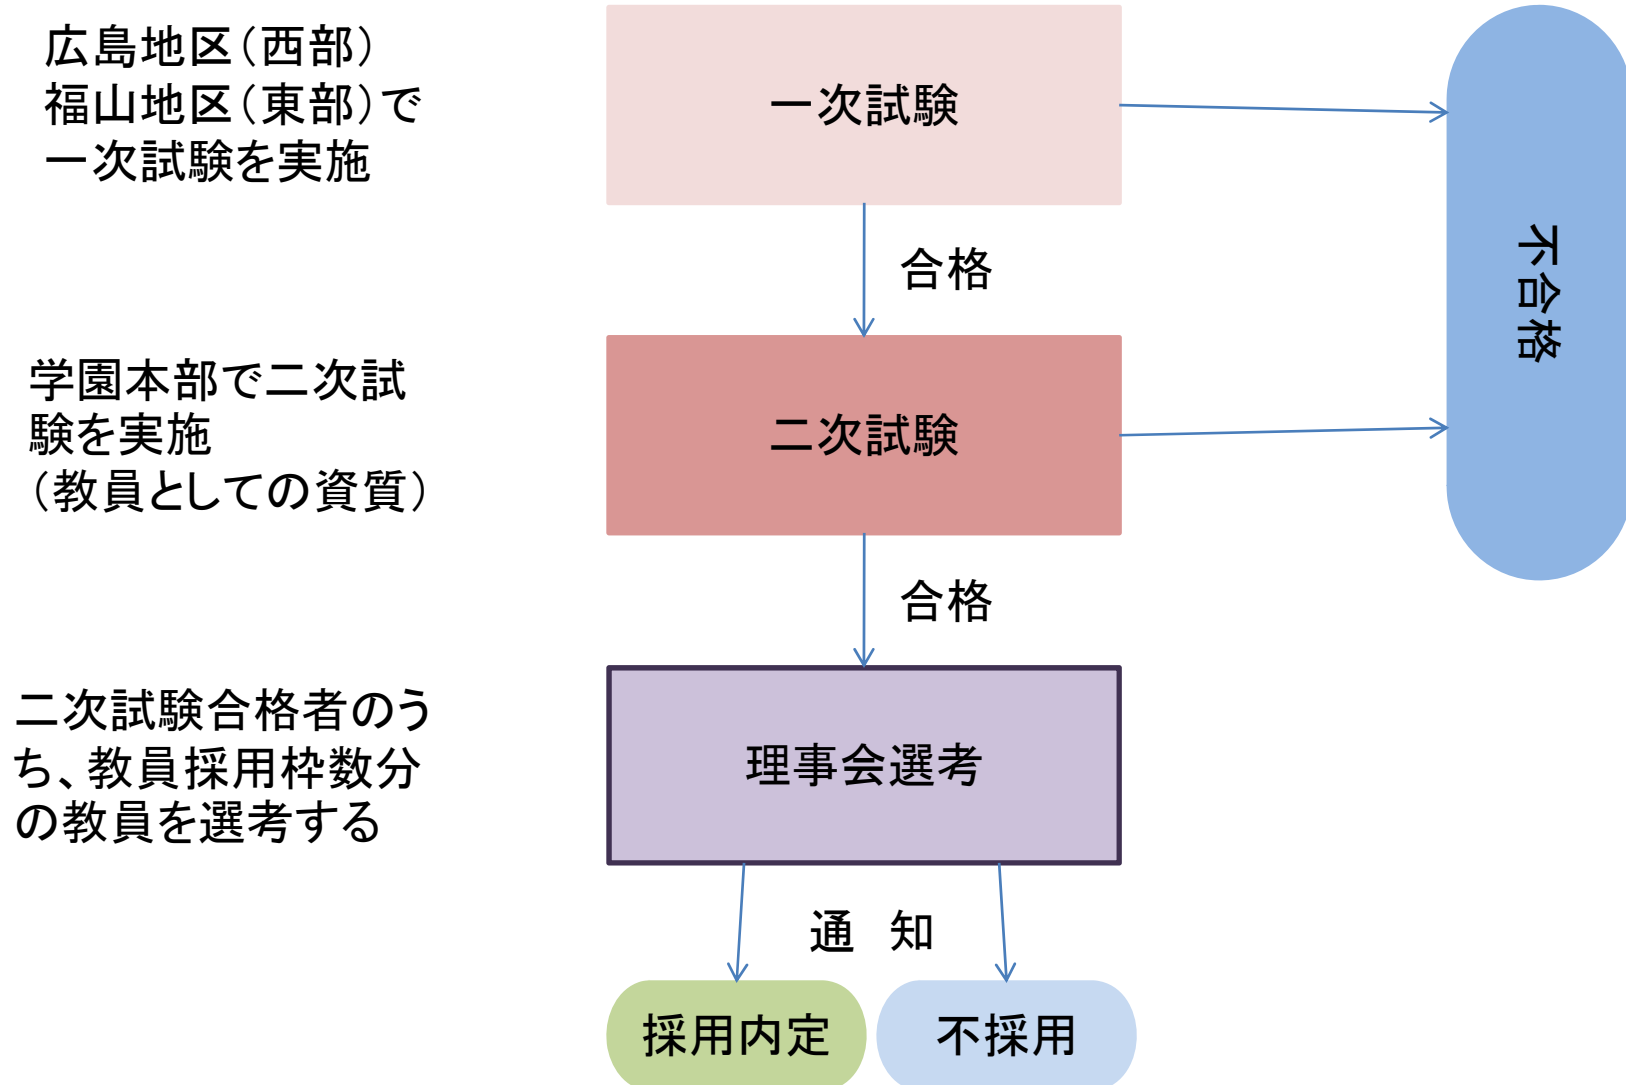 広島地区（西部）
福山地区（東部）で
一次試験を実施
一次試験
不合格
合格
学園本部で二次試
験を実施
（教員としての資質）
二次試験
合格
二次試験合格者のう
ち、教員採用枠数分
の教員を選考する
理事会選考
通　知
採用内定
不採用